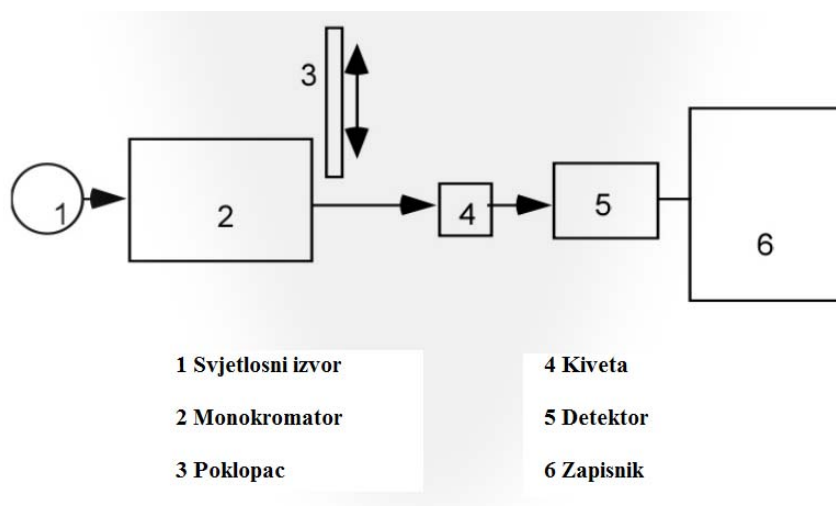 3
1
2
4
5
6
1 Svjetlosni izvor
2 Monokromator
3 Poklopac
4 Kiveta
5 Detektor
6 Zapisnik